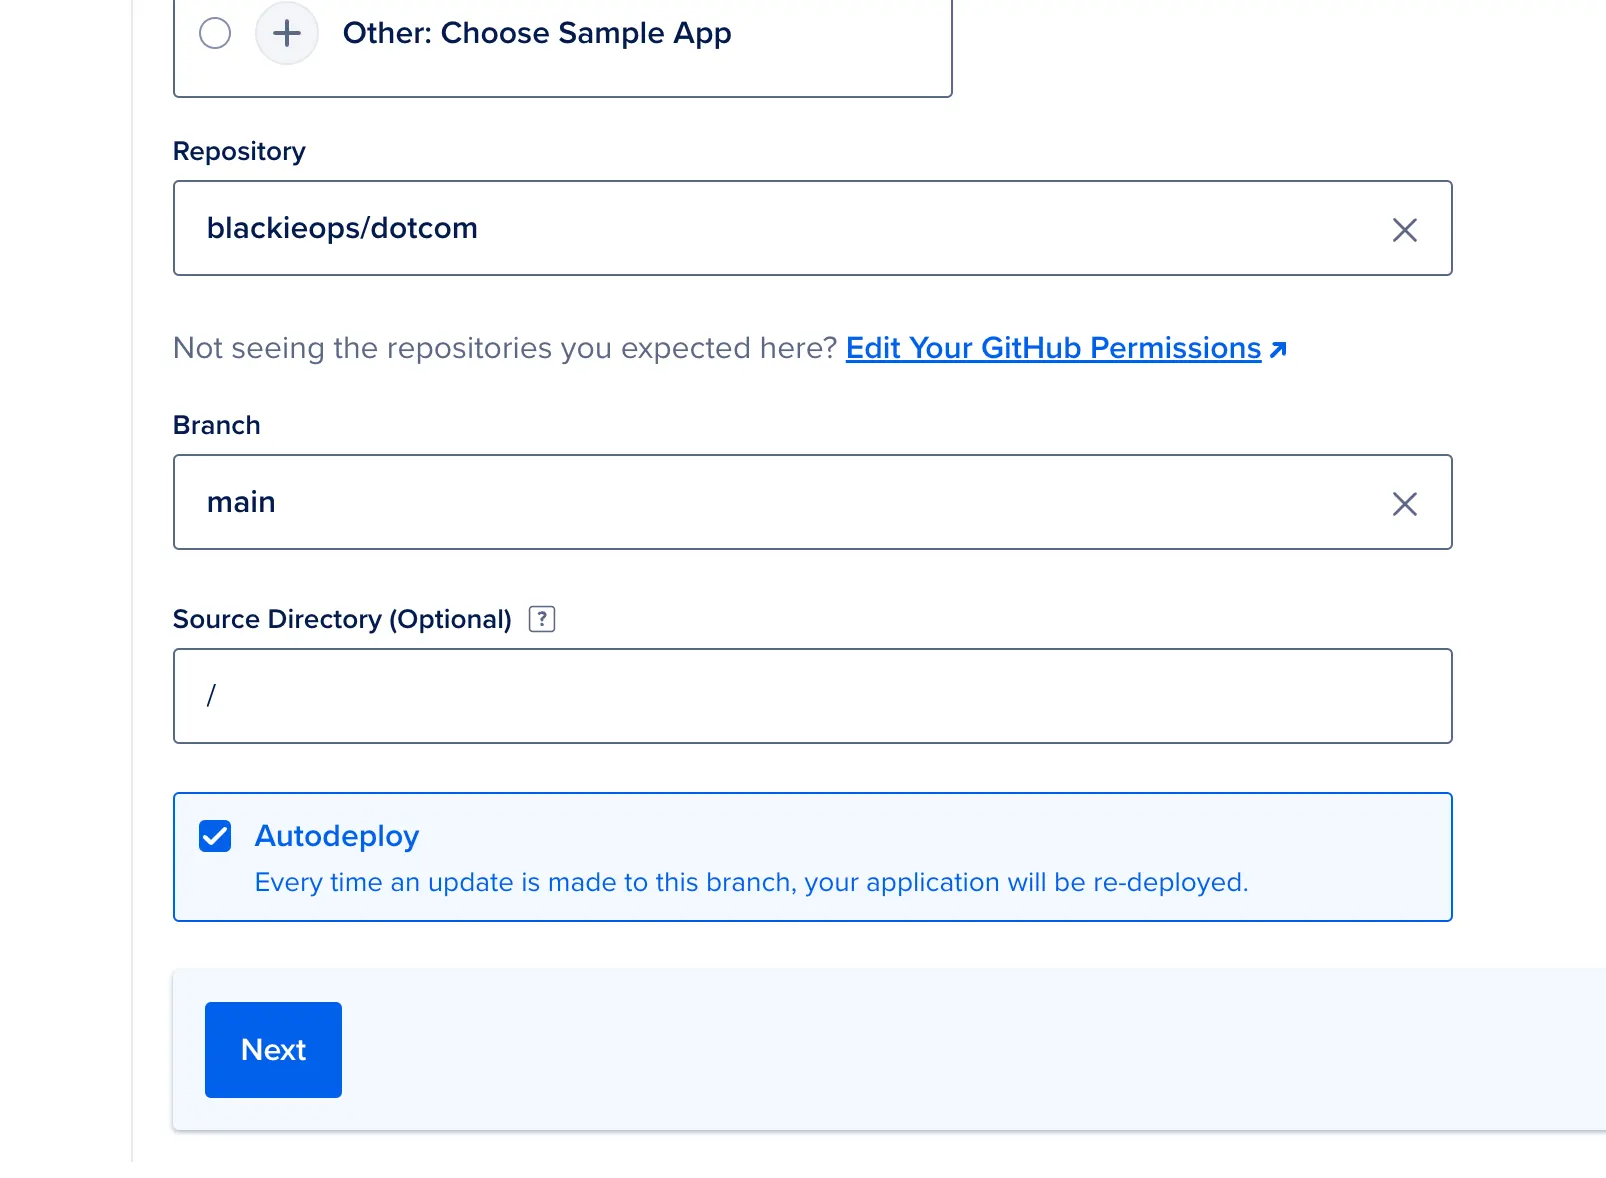 Other: Choose Sample App
Repository
blackieops/dotcom
Not seeing the repositories you expected here? Edit Your GitHub Permissions
Branch
main
Source Directory (Optional) ?
/
Autodeploy
Every time an update is made to this branch, your application will be re-deployed.
Next